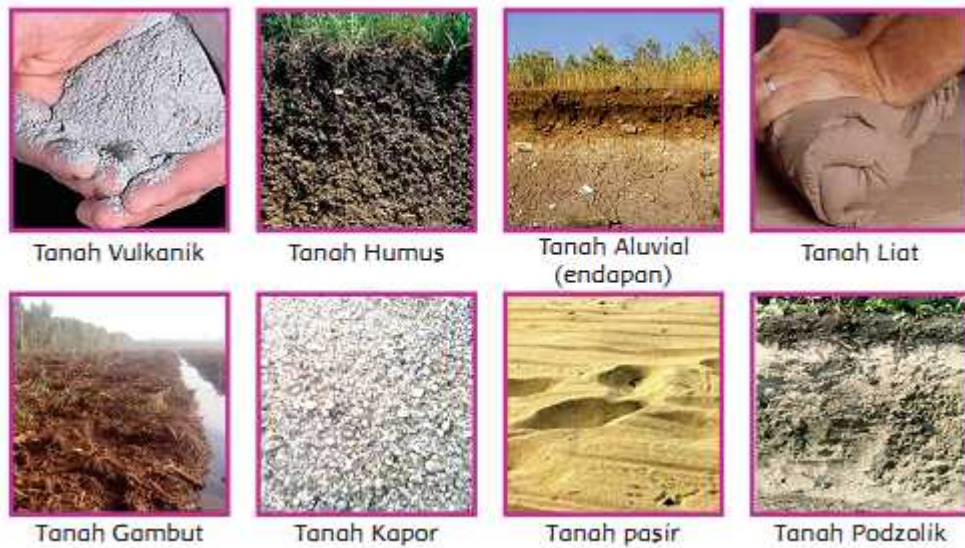 Tanah Vulkanik
Tanah Humus
Tanah Aluvial
(endapan)
Tanah Liat
Tanah Gambut
Tanah Kapor
Tanah pasir
Tanah Podzolik